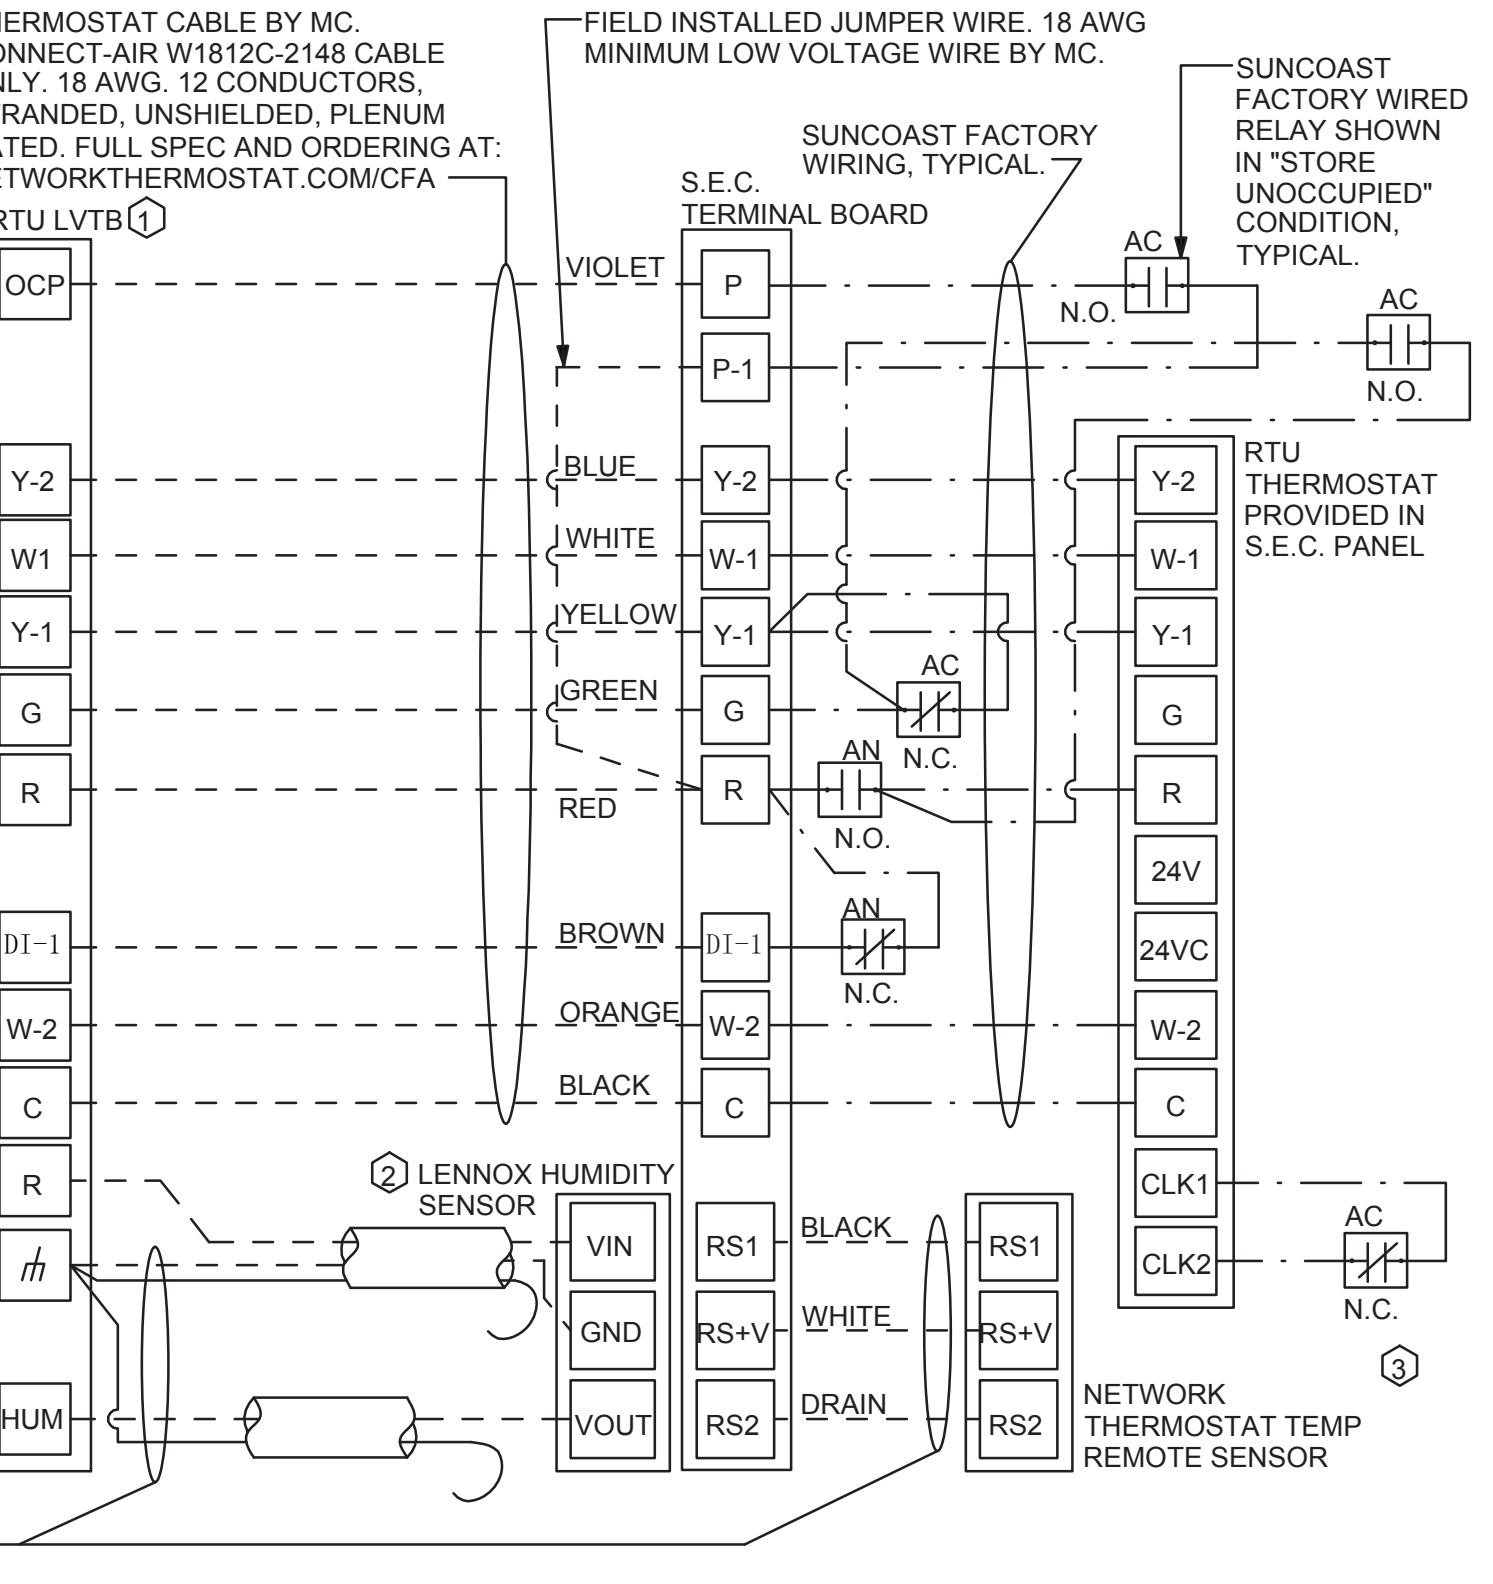 HERMOSTAT CABLE BY MC.
ONNECT-AIR W1812C-2148 CABLE
NLY. 18 AWG. 12 CONDUCTORS,
TRANDED, UNSHIELDED, PLENUM
ATED. FULL SPEC AND ORDERING AT:
ETWORKTHERMOSTAT.COM/CFA
RTU LVTB 1
FIELD INSTALLED JUMPER WIRE. 18 AWG
MINIMUM LOW VOLTAGE WIRE BY MC.
SUNCOAST FACTORY
WIRING, TYPICAL.
SUNCOAST
FACTORY WIRED
RELAY SHOWN
IN "STORE
UNOCCUPIED"
CONDITION,
TYPICAL.
S.E.C.
TERMINAL BOARD
OCP
VIOLET
P
AC
N.O.
AC
N.O.
P-1
RTU
THERMOSTAT
PROVIDED IN
S.E.C. PANEL
Y-2
BLUE
Y-2
Y-2
W1
WHITE
W-1
W-1
Y-1
YELLOW
Y-1
Y-1
G
GREEN
G
AC
N.C.
G
R
RED
R
AN
N.O.
R
24V
DI-1
BROWN
DI-1
AN
N.C.
24VC
W-2
ORANGE
W-2
W-2
C
BLACK
C
C
R
2 LENNOX HUMIDITY
SENSOR
VIN
GND
VOUT
HUM
RS1
BLACK
RS1
RS+V
WHITE
RS+V
RS2
DRAIN
RS2
CLK1
CLK2
AC
N.C.
3
NETWORK
THERMOSTAT TEMP
REMOTE SENSOR